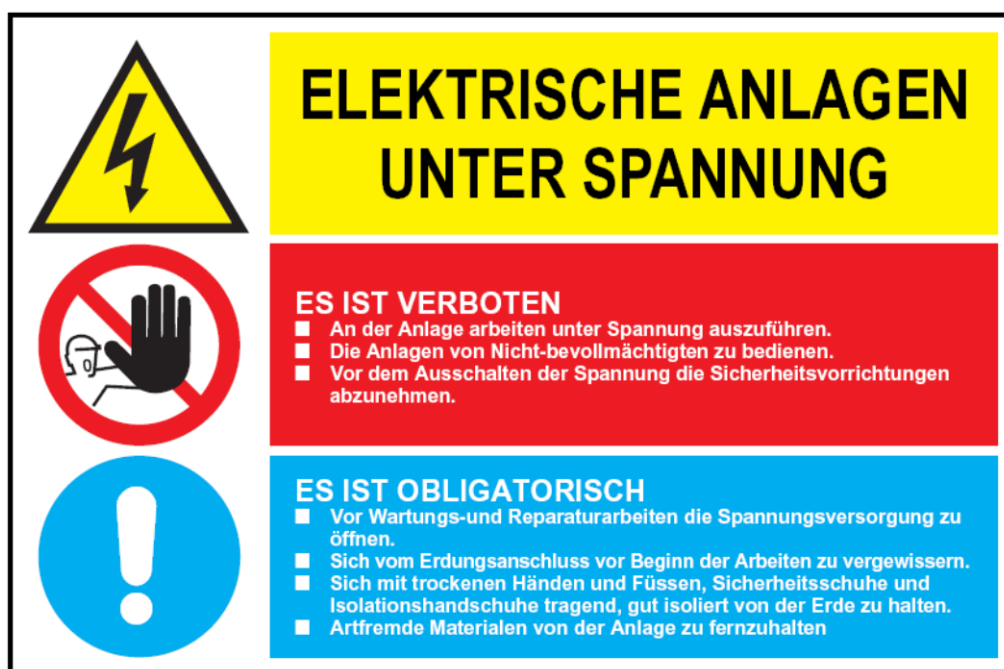 ELEKTRISCHE ANLAGEN
UNTER SPANNUNG
ES IST VERBOTEN
■ An der Anlage arbeiten unter Spannung auszuführen.
■ Die Anlagen von Nicht-bevollmächtigten zu bedienen.
■ Vor dem Ausschalten der Spannung die Sicherheitsvorrichtungen
abzunehmen.
ES IST OBLIGATORISCH
■ Vor Wartungs-und Reparaturarbeiten die Spannungsversorgung zu
öffnen.
■ Sich vom Erdungsanschluss vor Beginn der Arbeiten zu vergewissern.
■ Sich mit trockenen Händen und Füssen, Sicherheitsschuhe und
Isolationshandschuhe tragend, gut isoliert von der Erde zu halten.
■ Artfremde Materialen von der Anlage zu fernzuhalten